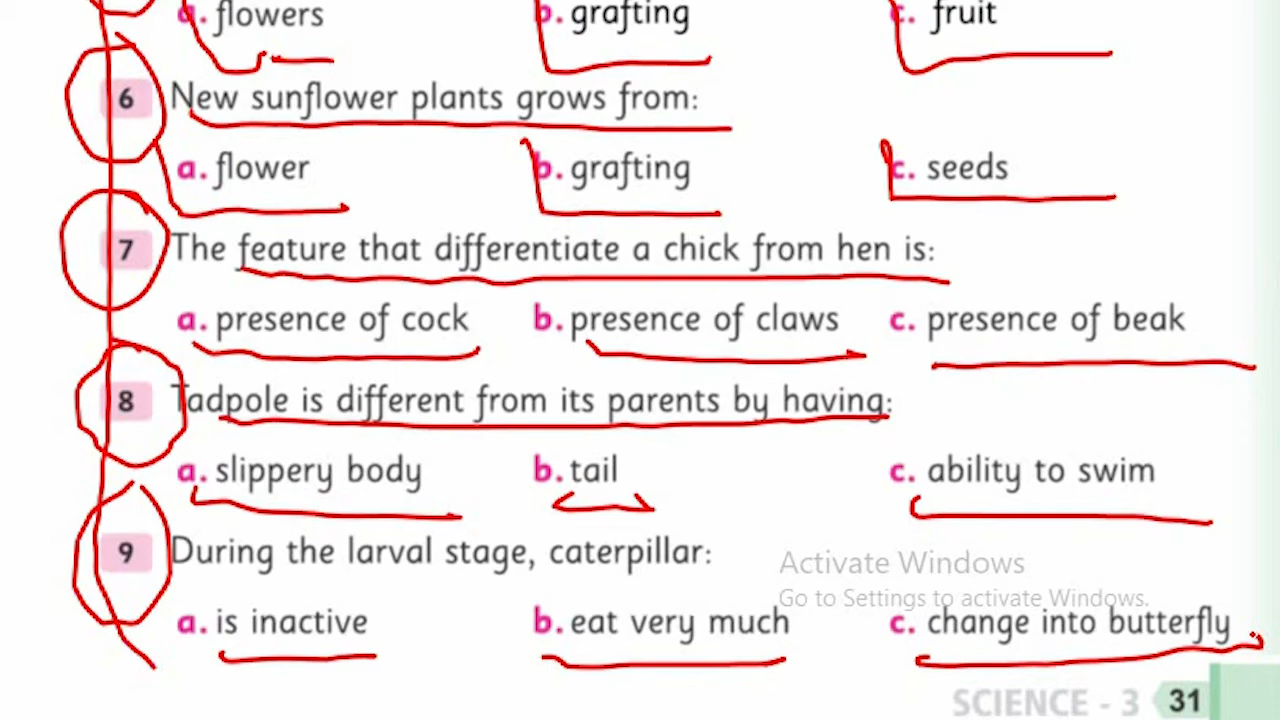 a. flowers b. grafting c. fruit
6 New sunflower plants grows from:
a. flower b. grafting c. seeds
7 The feature that differentiate a chick from hen is:
a. presence of cock b. presence of claws c. presence of beak
8 Tadpole is different from its parents by having:
a. slippery body b. tail c. ability to swim
9 During the larval stage, caterpillar:
Activate Windows
Go to Settings to activate Windows.
a. is inactive b. eat very much c. change into butterfly
SCIENCE - 3 31